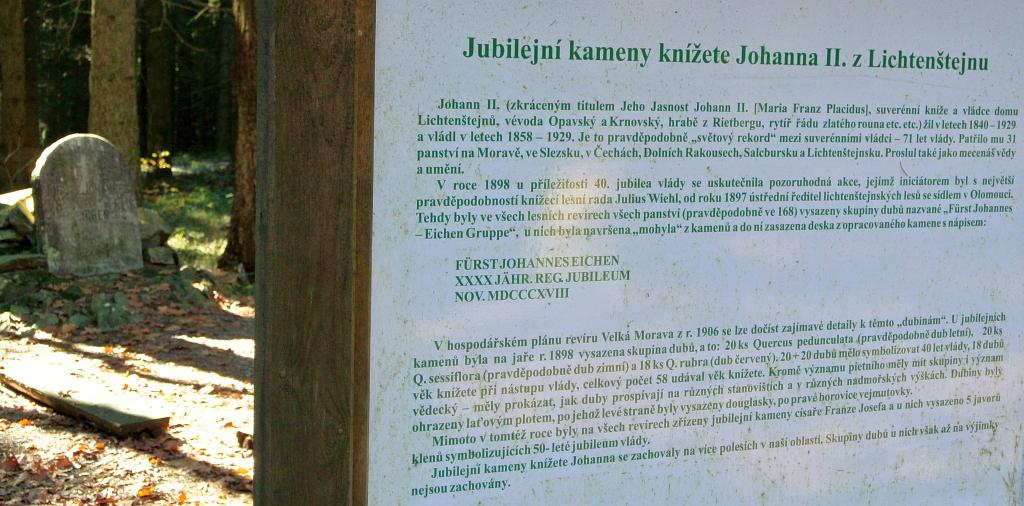 Jubilejní kameny knížete Johanna II. z Lichtenštejnu
Johann II. (zkráceným titulem Jeho Jasnost Johann II. [Maria Franz Placidus], suverénní kníže a vládce domu
Lichtenštejnů, vévoda Opavský a Krnovský, hrabě z Rietbergu, rytíř řádu zlatého rouna etc. etc.) žil v letech 1840 – 1929
a vládl v letech 1858 – 1929. Je to pravděpodobně „světový rekord“ mezi suverénními vládci – 71 let vlády. Patřilo mu 31
panství na Moravě, ve Slezsku, v Čechách, Dolních Rakousech, Salcbursku a Lichtenštejnsku. Proslul také jako mecenáš vědy
a umění.
V roce 1898 u příležitosti 40. jubilea vlády se uskutečnila pozoruhodná akce, jejímž iniciátorem byl s největší
pravděpodobností knížecí lesní rada Julius Wiehl, od roku 1897 ústřední ředitel lichtenštejnských lesů se sídlem v Olomouci.
Tehdy byly ve všech lesních revírech všech panství (pravděpodobně ve 168) vysazeny skupiny dubů nazvané „Fürst Johannes
– Eichen Gruppe“, u nich byla navršena „mohyla“ z kamenů a do ní zasazena deska z opracovaného kamene s nápisem:
FÜRST JOHANNES EICHEN
XXXX JÄHR. REG. JUBILEUM
NOV. MDCCCXVIII
V hospodářském plánu revíru Velká Morava z r. 1906 se lze dočíst zajímavé detaily k těmto „dubinám“. U jubilejních
kamenů byla na jaře r. 1898 vysazena skupina dubů, a to: 20 ks Quercus pedunculata (pravděpodobně dub letní), 20 ks
Q. sessiflora (pravděpodobně dub zimní) a 18 ks Q. rubra (dub červený). 20 + 20 dubů mělo symbolizovat 40 let vlády, 18 dubů
věk knížete při nástupu vlády, celkový počet 58 udával věk knížete. Kromě významu pietního měly mít skupiny i význam
vědecký – měly prokázat, jak duby prospívají na různých stanovištích a v různých nadmořských výškách. Dubiny byly
ohrazeny laťovým plotem, po jehož levé straně byly vysazeny douglasky, po pravé borovice vejmutovky.
Mimoto v tomtéž roce byly na všech revírech zřízeny jubilejní kameny císaře Franze Josefa a u nich vysazeno 5 javorů
klenů symbolizujících 50- leté jubileum vlády.
Jubilejní kameny knížete Johanna se zachovaly na více polesích v naší oblasti. Skupiny dubů u nich však až na výjimky
nejsou zachovány.